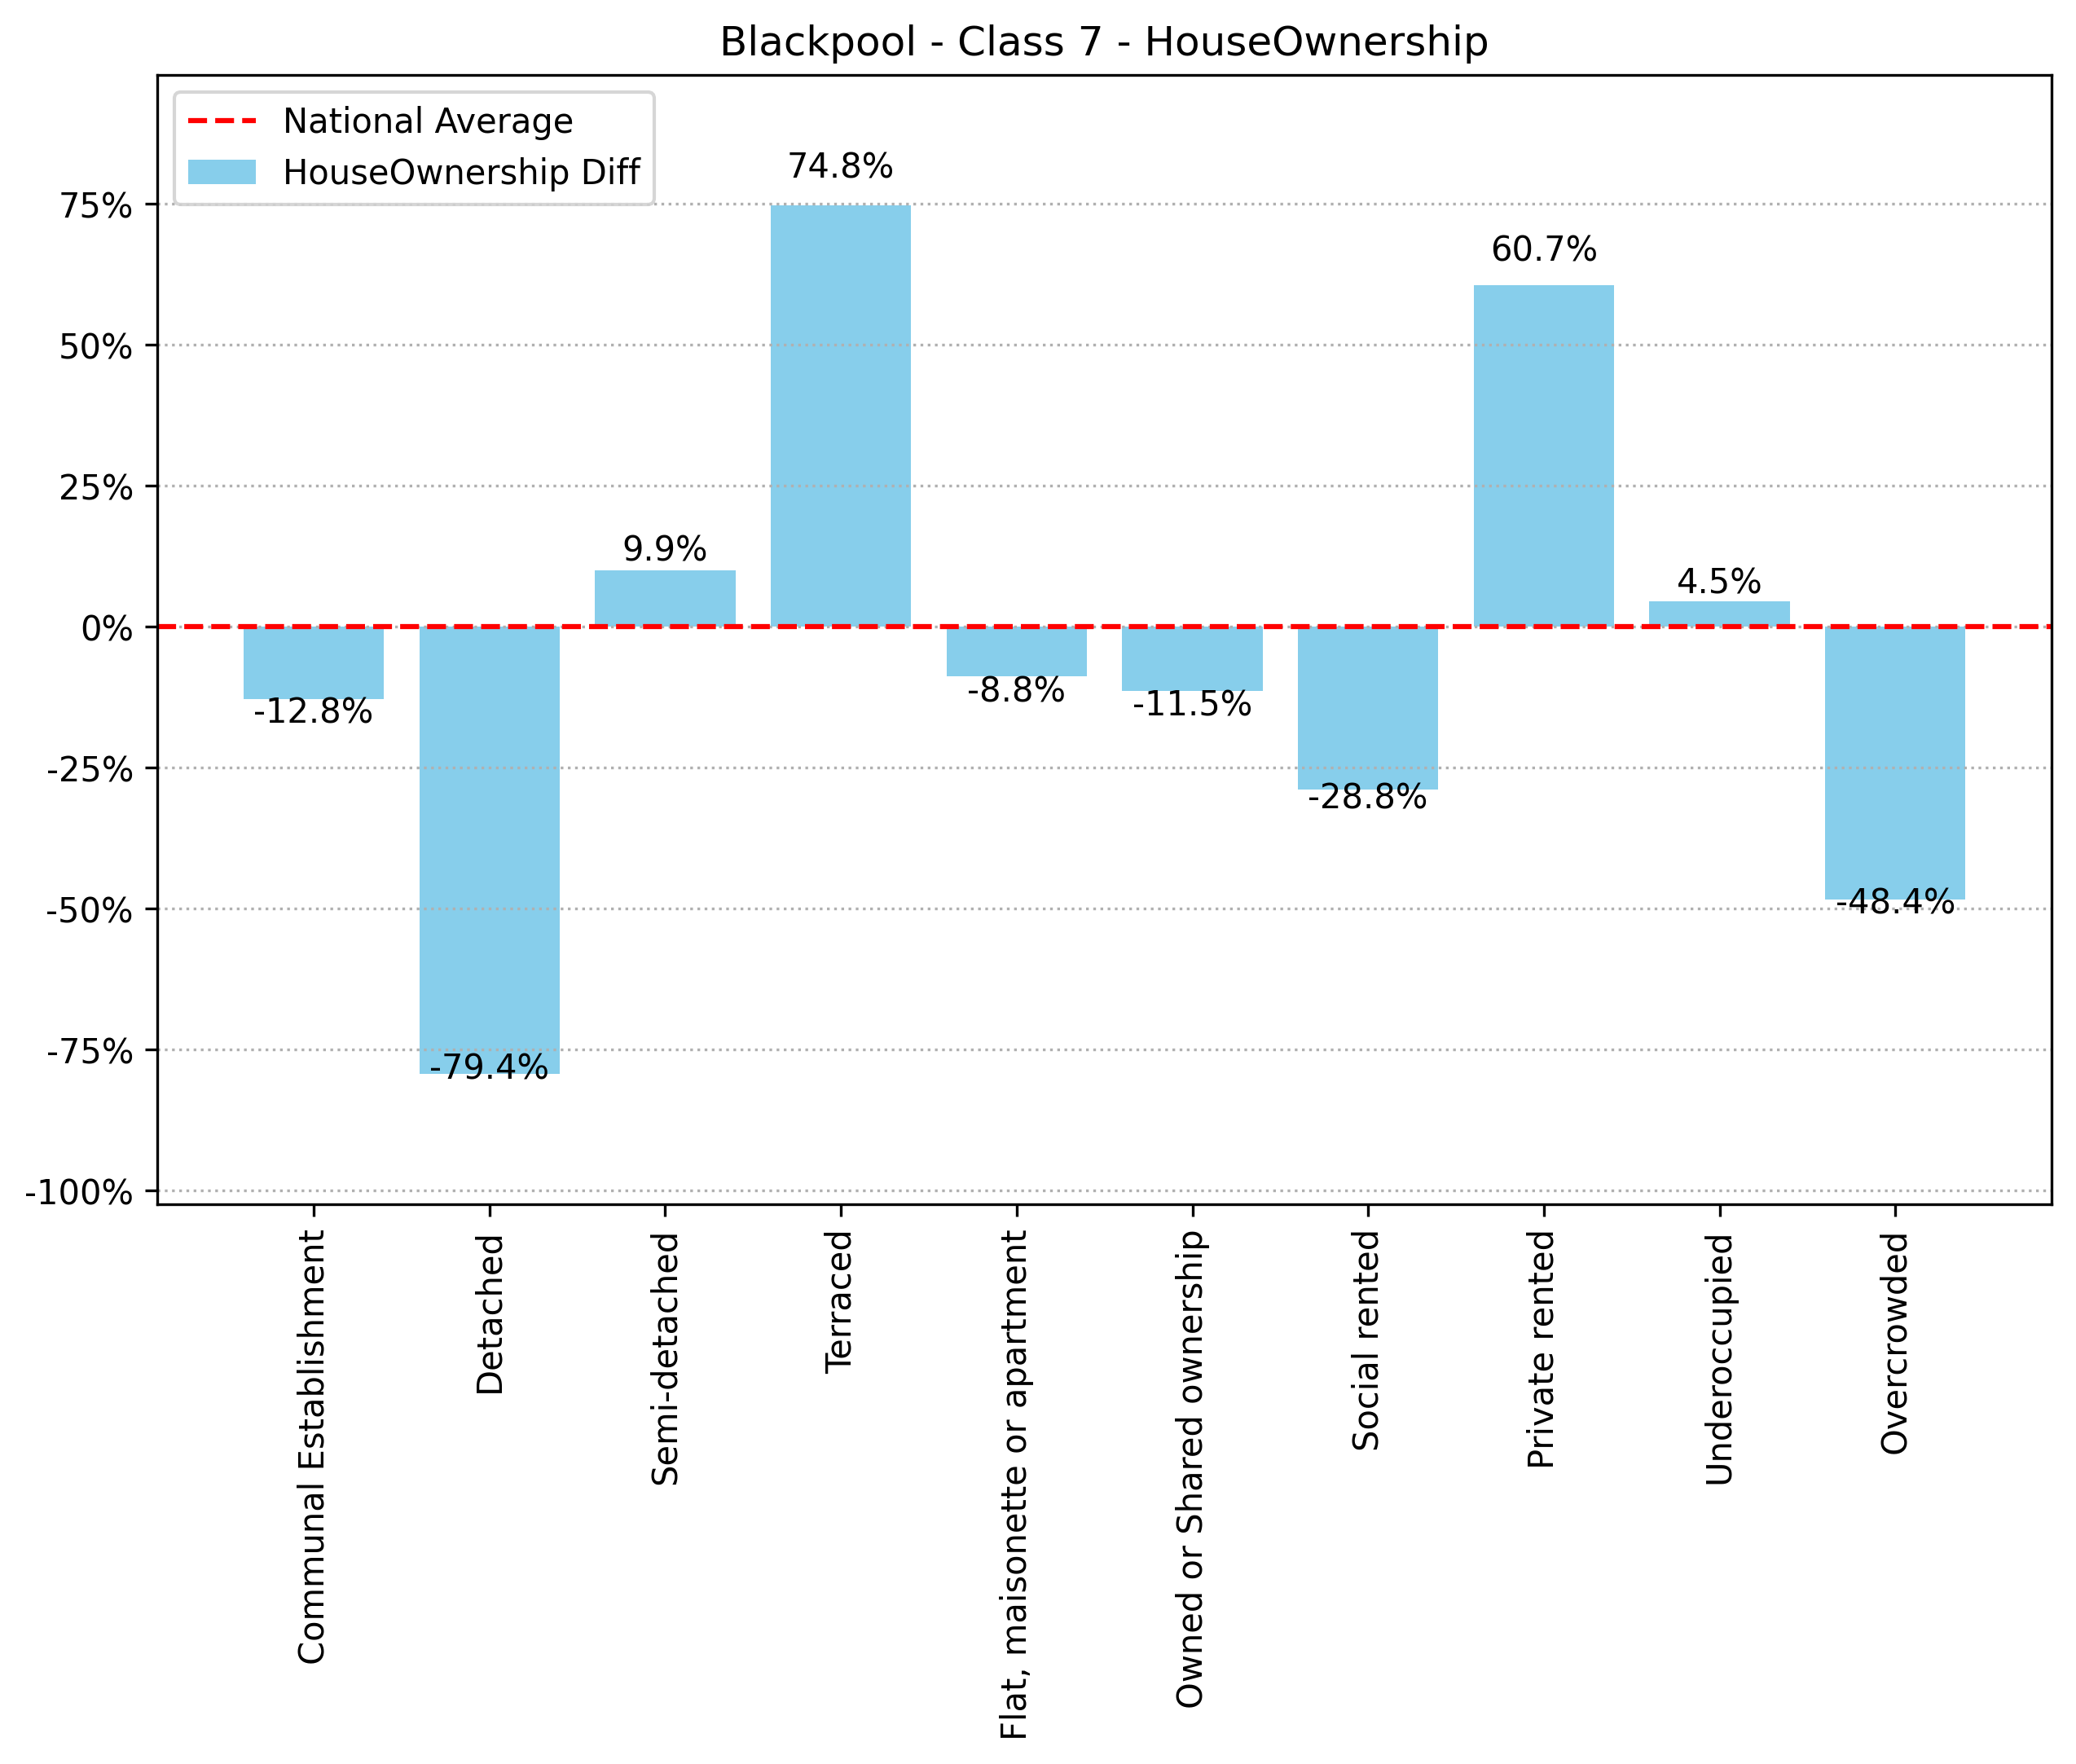 Blackpool - Class 7 - HouseOwnership
National Average
HouseOwnership Diff
75%
50%
25%
0%
-25%
-50%
-75%
-100%
-12.8%
-79.4%
9.9%
74.8%
-8.8%
-11.5%
-28.8%
60.7%
4.5%
-48.4%
Communal Establishment
Detached
Semi-detached
Terraced
Flat, maisonette or apartment
Owned or Shared ownership
Social rented
Private rented
Underoccupied
Overcrowded